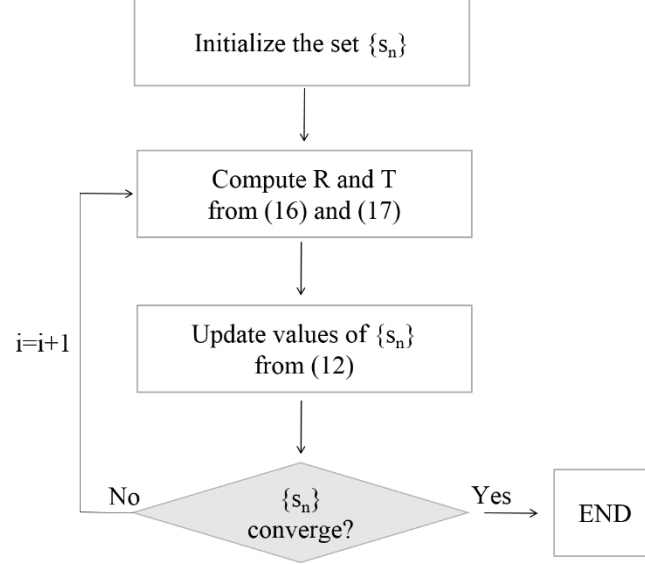 Initialize the set {sₙ}
Compute R and T
from (16) and (17)
Update values of {sₙ}
from (12)
i=i+1
No
{sₙ}
converge?
Yes
END